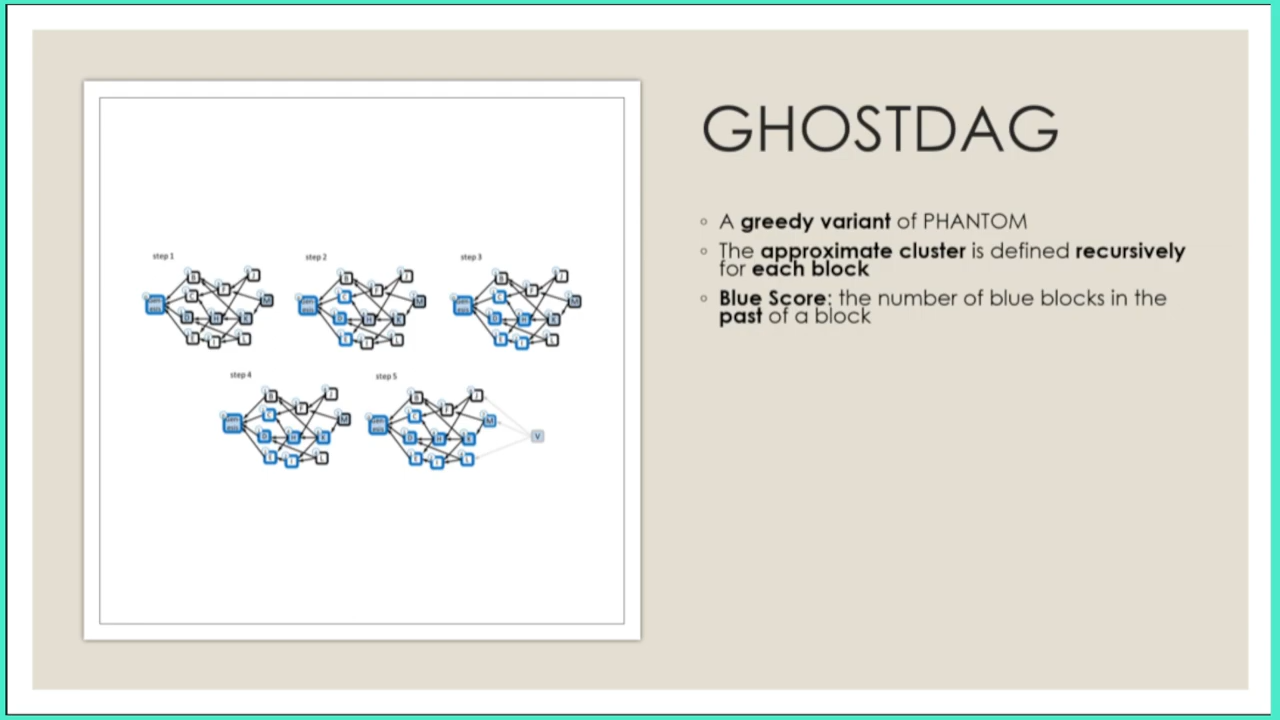 GHOSTDAG
A greedy variant of PHANTOM
The approximate cluster is defined recursively
for each block
Blue Score: the number of blue blocks in the
past of a block
step 1
step 2
step 3
step 4
step 5
V